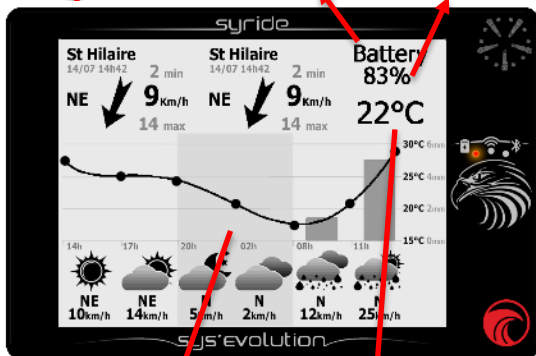 syride
St Hilaire
14/07 14h42
2 min
NE
9Km/h
14 max
St Hilaire
14/07 14h42
2 min
NE
9Km/h
14 max
Battery
83%
22°C
30°C 6mm
25°C 4mm
20°C 2mm
15°C 0mm
14h 17h 20h 02h 08h 11h
NE NE N N N N
10km/h 14km/h 5km/h 2km/h 12km/h 25km/h
sys'evolution